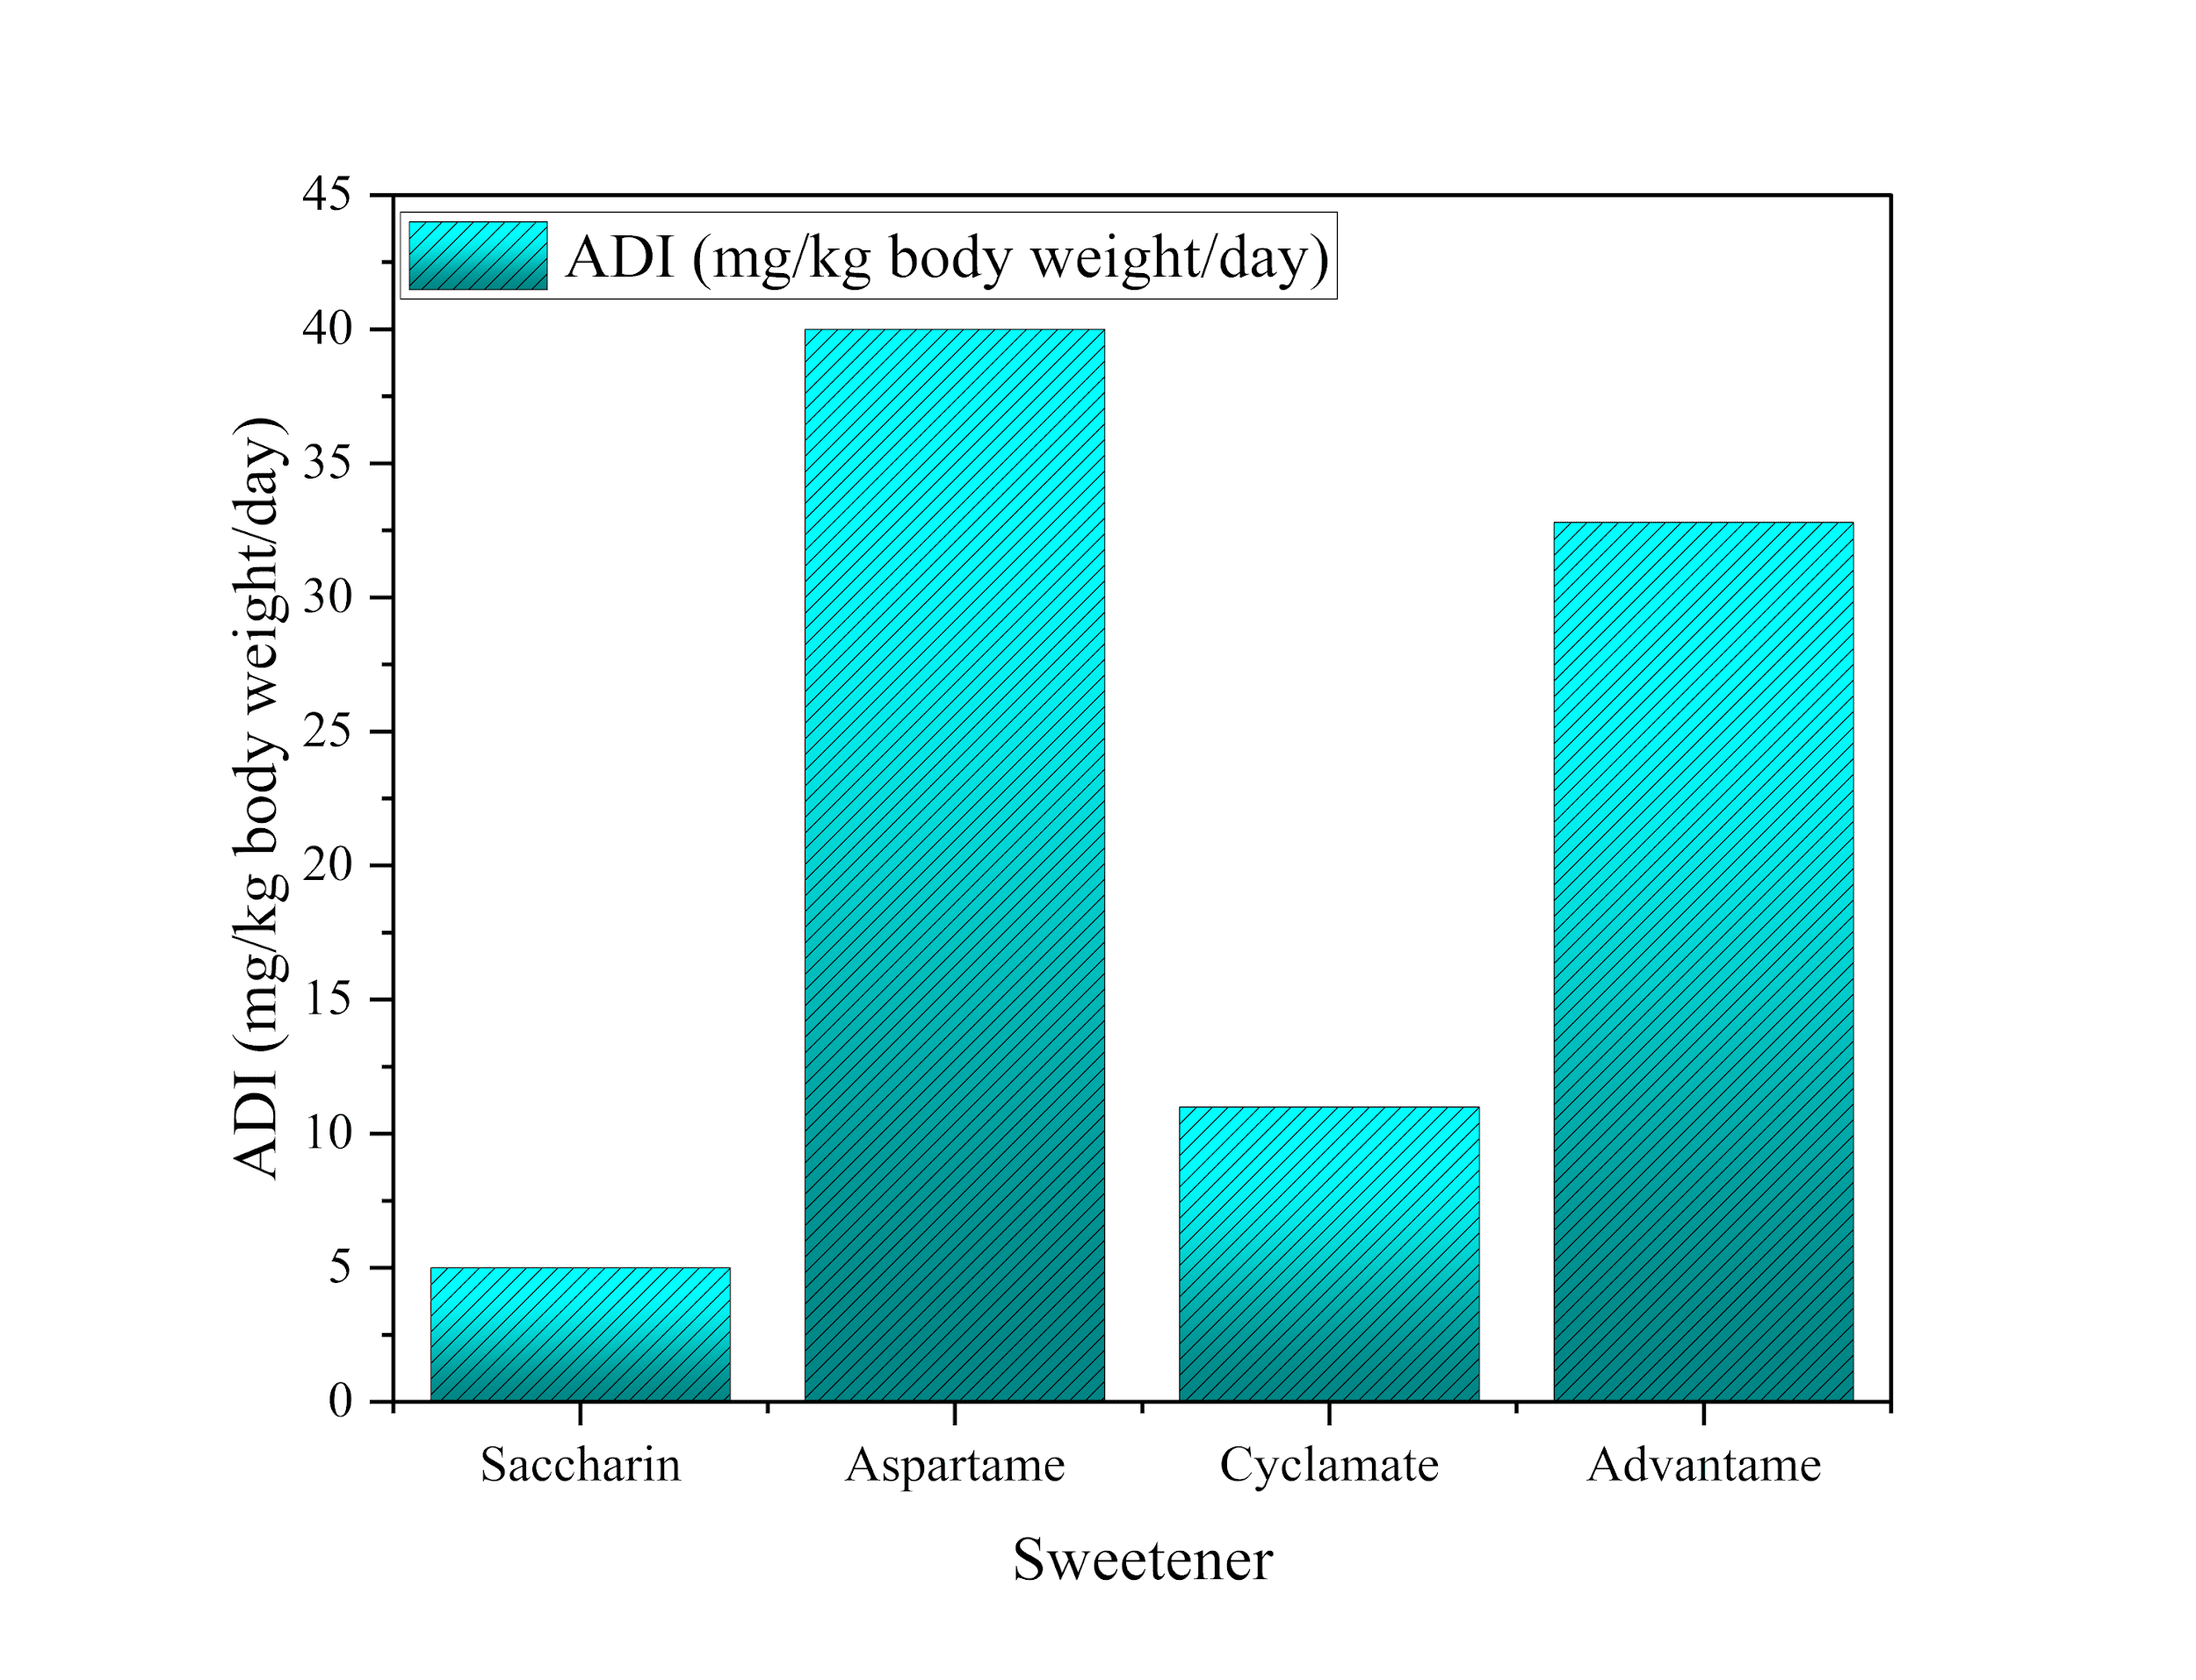 ADI (mg/kg body weight/day)
ADI (mg/kg body weight/day)
45
40
35
30
25
20
15
10
5
0
Saccharin Aspartame Cyclamate Advantame
Sweetener